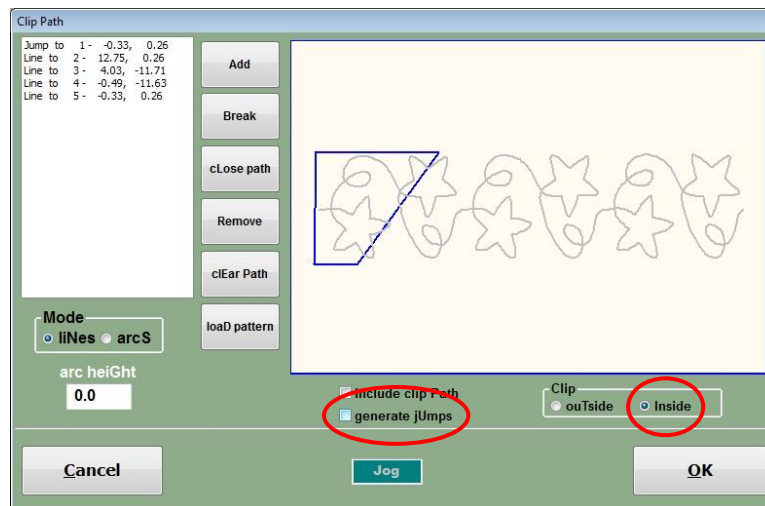 Clip Path
Jump to 1 - -0.33, 0.26
Line to 2 - 12.75, 0.26
Line to 3 - 4.03, -11.71
Line to 4 - -0.49, -11.63
Line to 5 - -0.33, 0.26
Add
Break
cLose path
Remove
clEar Path
loaD pattern
Mode
liNes arcS
arc heiGht
0.0
include clip Path
generate jUmps
Clip
ouTside Inside
Cancel
Jog
OK